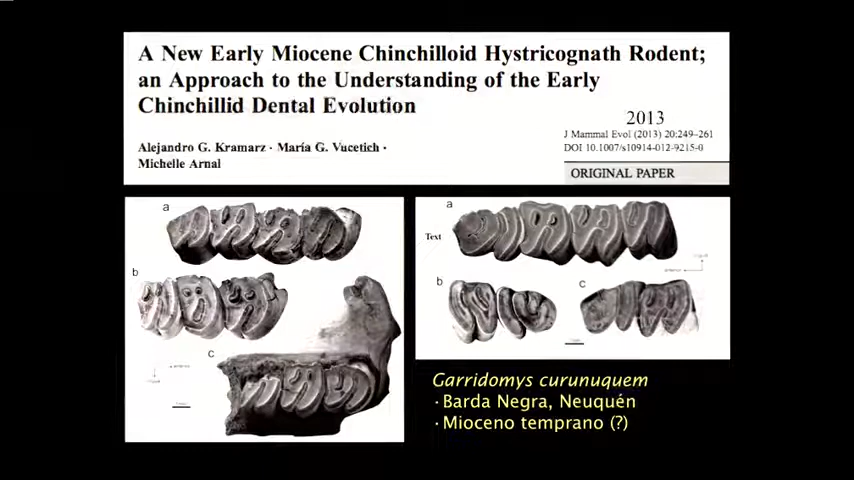 A New Early Miocene Chinchilloid Hystricognath Rodent;
an Approach to the Understanding of the Early
Chinchillid Dental Evolution
2013
J Mammal Evol (2013) 20:249–261
DOI 10.1007/s10914-012-9215-0
Alejandro G. Kramarz · María G. Vucetich ·
Michelle Arnal
ORIGINAL PAPER
a
b
c
a
Text
b
c
Garridomys curunuquem
·Barda Negra, Neuquén
·Mioceno temprano (?)